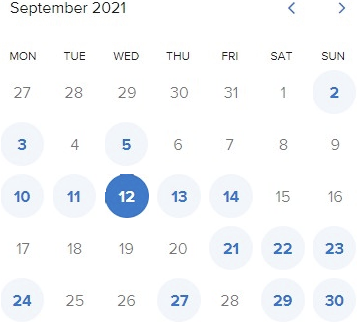 September 2021
MON TUE WED THU FRI SAT SUN
27 28 29 30 31 1 2
3 4 5 6 7 8 9
10 11 12 13 14 15 16
17 18 19 20 21 22 23
24 25 26 27 28 29 30